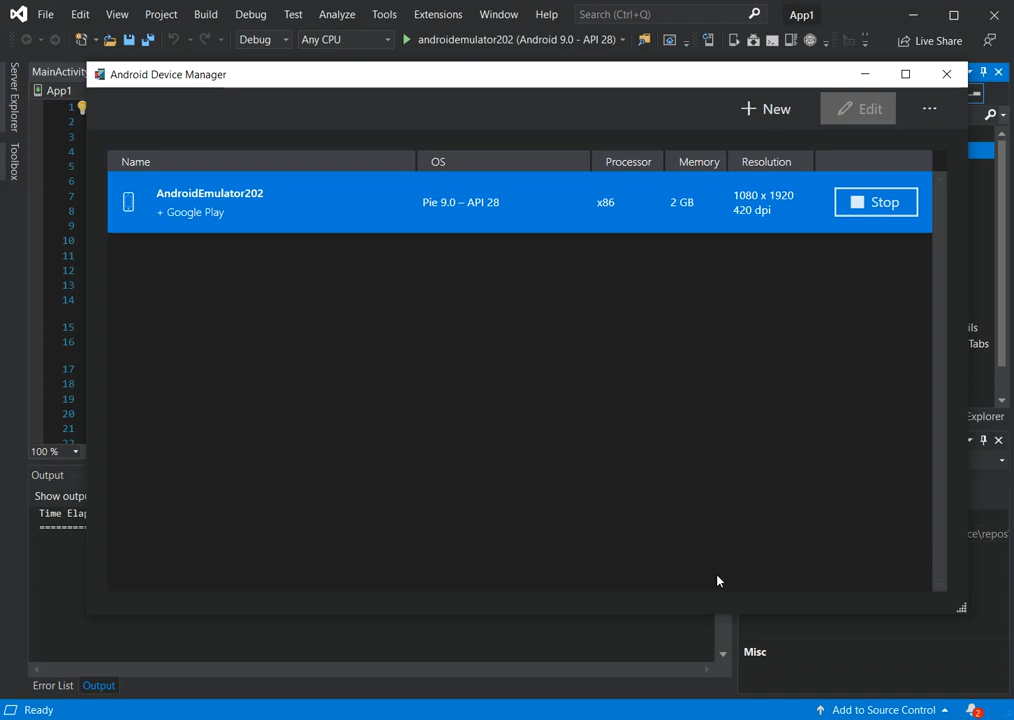 File Edit View Project Build Debug Test Analyze Tools Extensions Window Help Search (Ctrl+Q) App1
Debug Any CPU androidemulator202 (Android 9.0 - API 28) Live Share
Server Explorer
Toolbox
MainActivity
Android Device Manager
App1
+ New Edit ...
Name OS Processor Memory Resolution
AndroidEmulator202
+ Google Play
Pie 9.0 – API 28 x86 2 GB
1080 x 1920
420 dpi
Stop
1
2
3
4
5
6
7
8
9
10
11
12
13
14
15
16
17
18
19
20
21
22
ils
Tabs
Explorer
100 %
Output
Show outpu
Time Elap
==========
ce\repos
Misc
Error List Output
Ready Add to Source Control 2